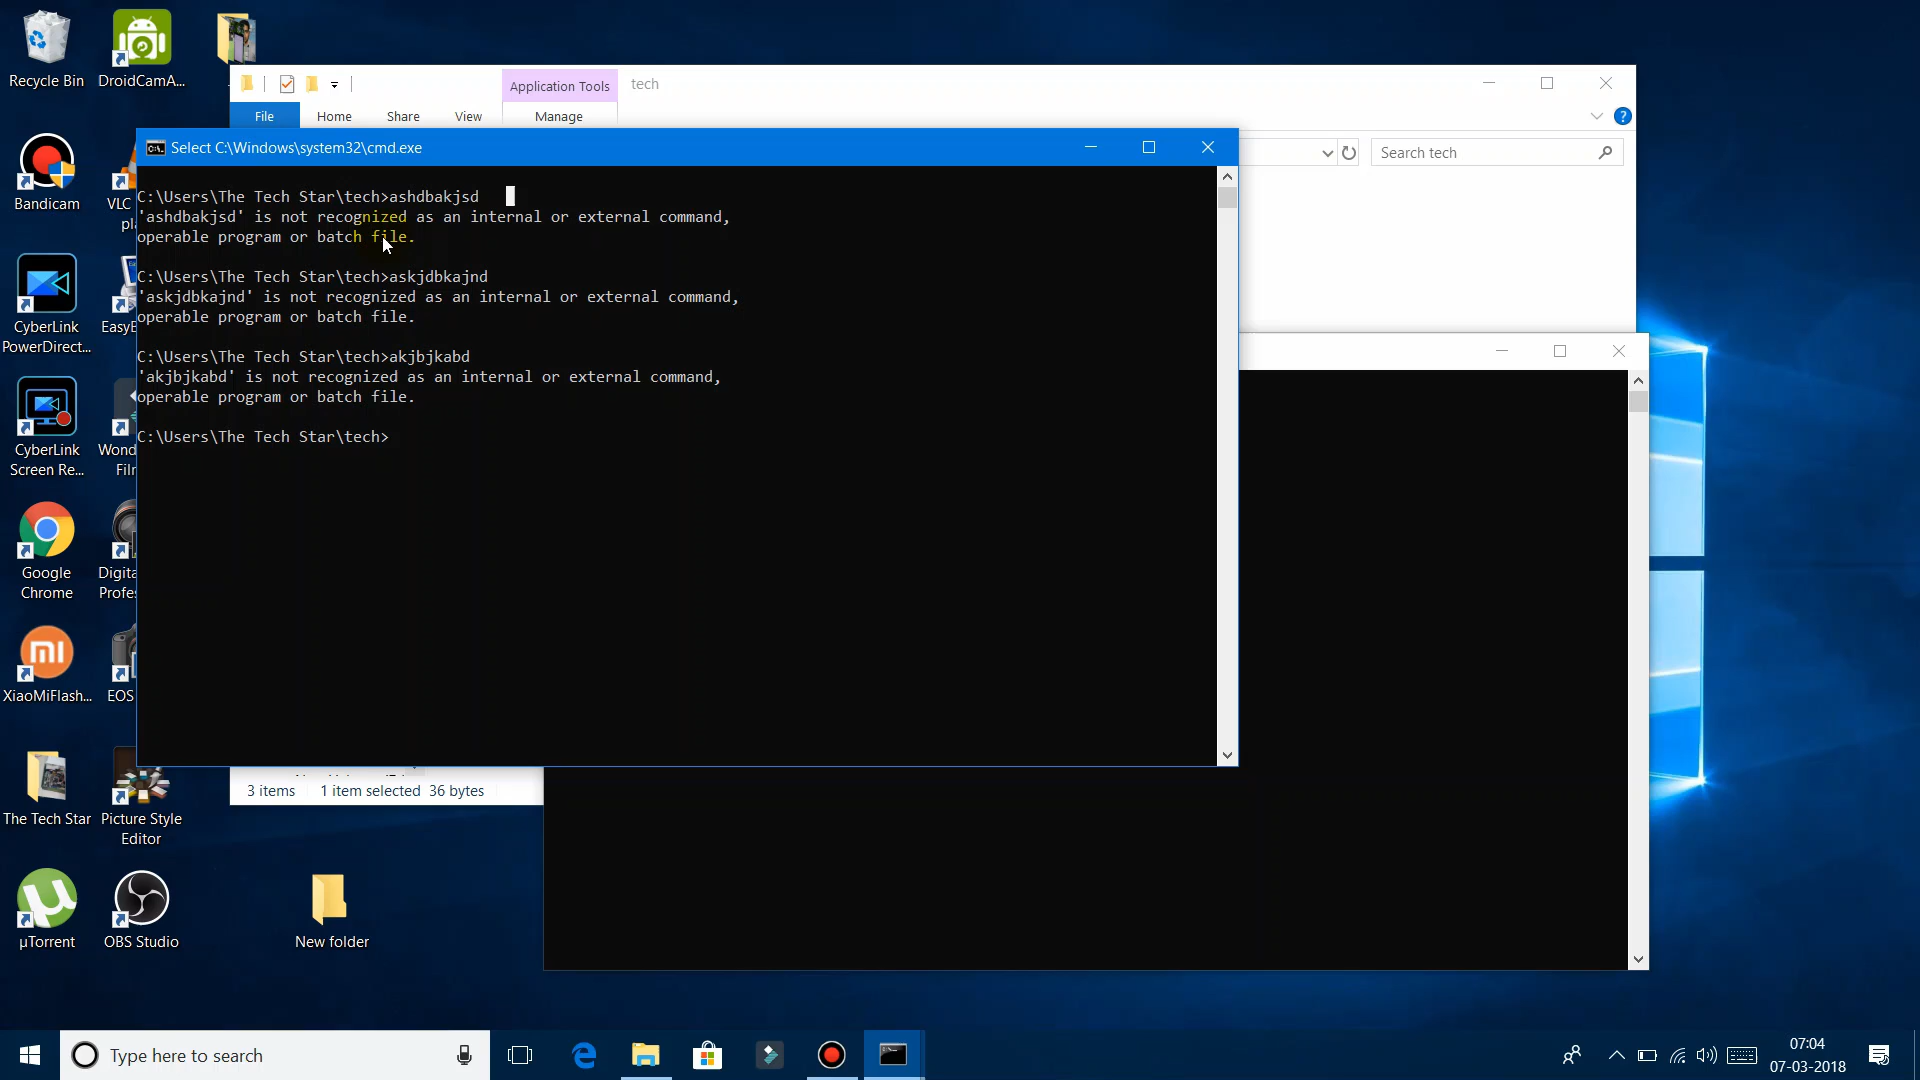 Recycle Bin
DroidCamA...
Application Tools
tech
File
Home
Share
View
Manage
Search tech
Select C:\Windows\system32\cmd.exe
C:\Users\The Tech Star\tech>ashdbakjsd
'ashdbakjsd' is not recognized as an internal or external command,
operable program or batch file.
C:\Users\The Tech Star\tech>askjdbkajnd
'askjdbkajnd' is not recognized as an internal or external command,
operable program or batch file.
C:\Users\The Tech Star\tech>akjbjkabd
'akjbjkabd' is not recognized as an internal or external command,
operable program or batch file.
C:\Users\The Tech Star\tech>
Bandicam
VLC
pl
CyberLink
PowerDirect...
EasyB
CyberLink
Screen Re...
Wond
Fil
Google
Chrome
Digita
Profes
XiaoMiFlash...
EOS
The Tech Star
Picture Style
Editor
3 items
1 item selected 36 bytes
µTorrent
OBS Studio
New folder
Type here to search
07:04
07-03-2018